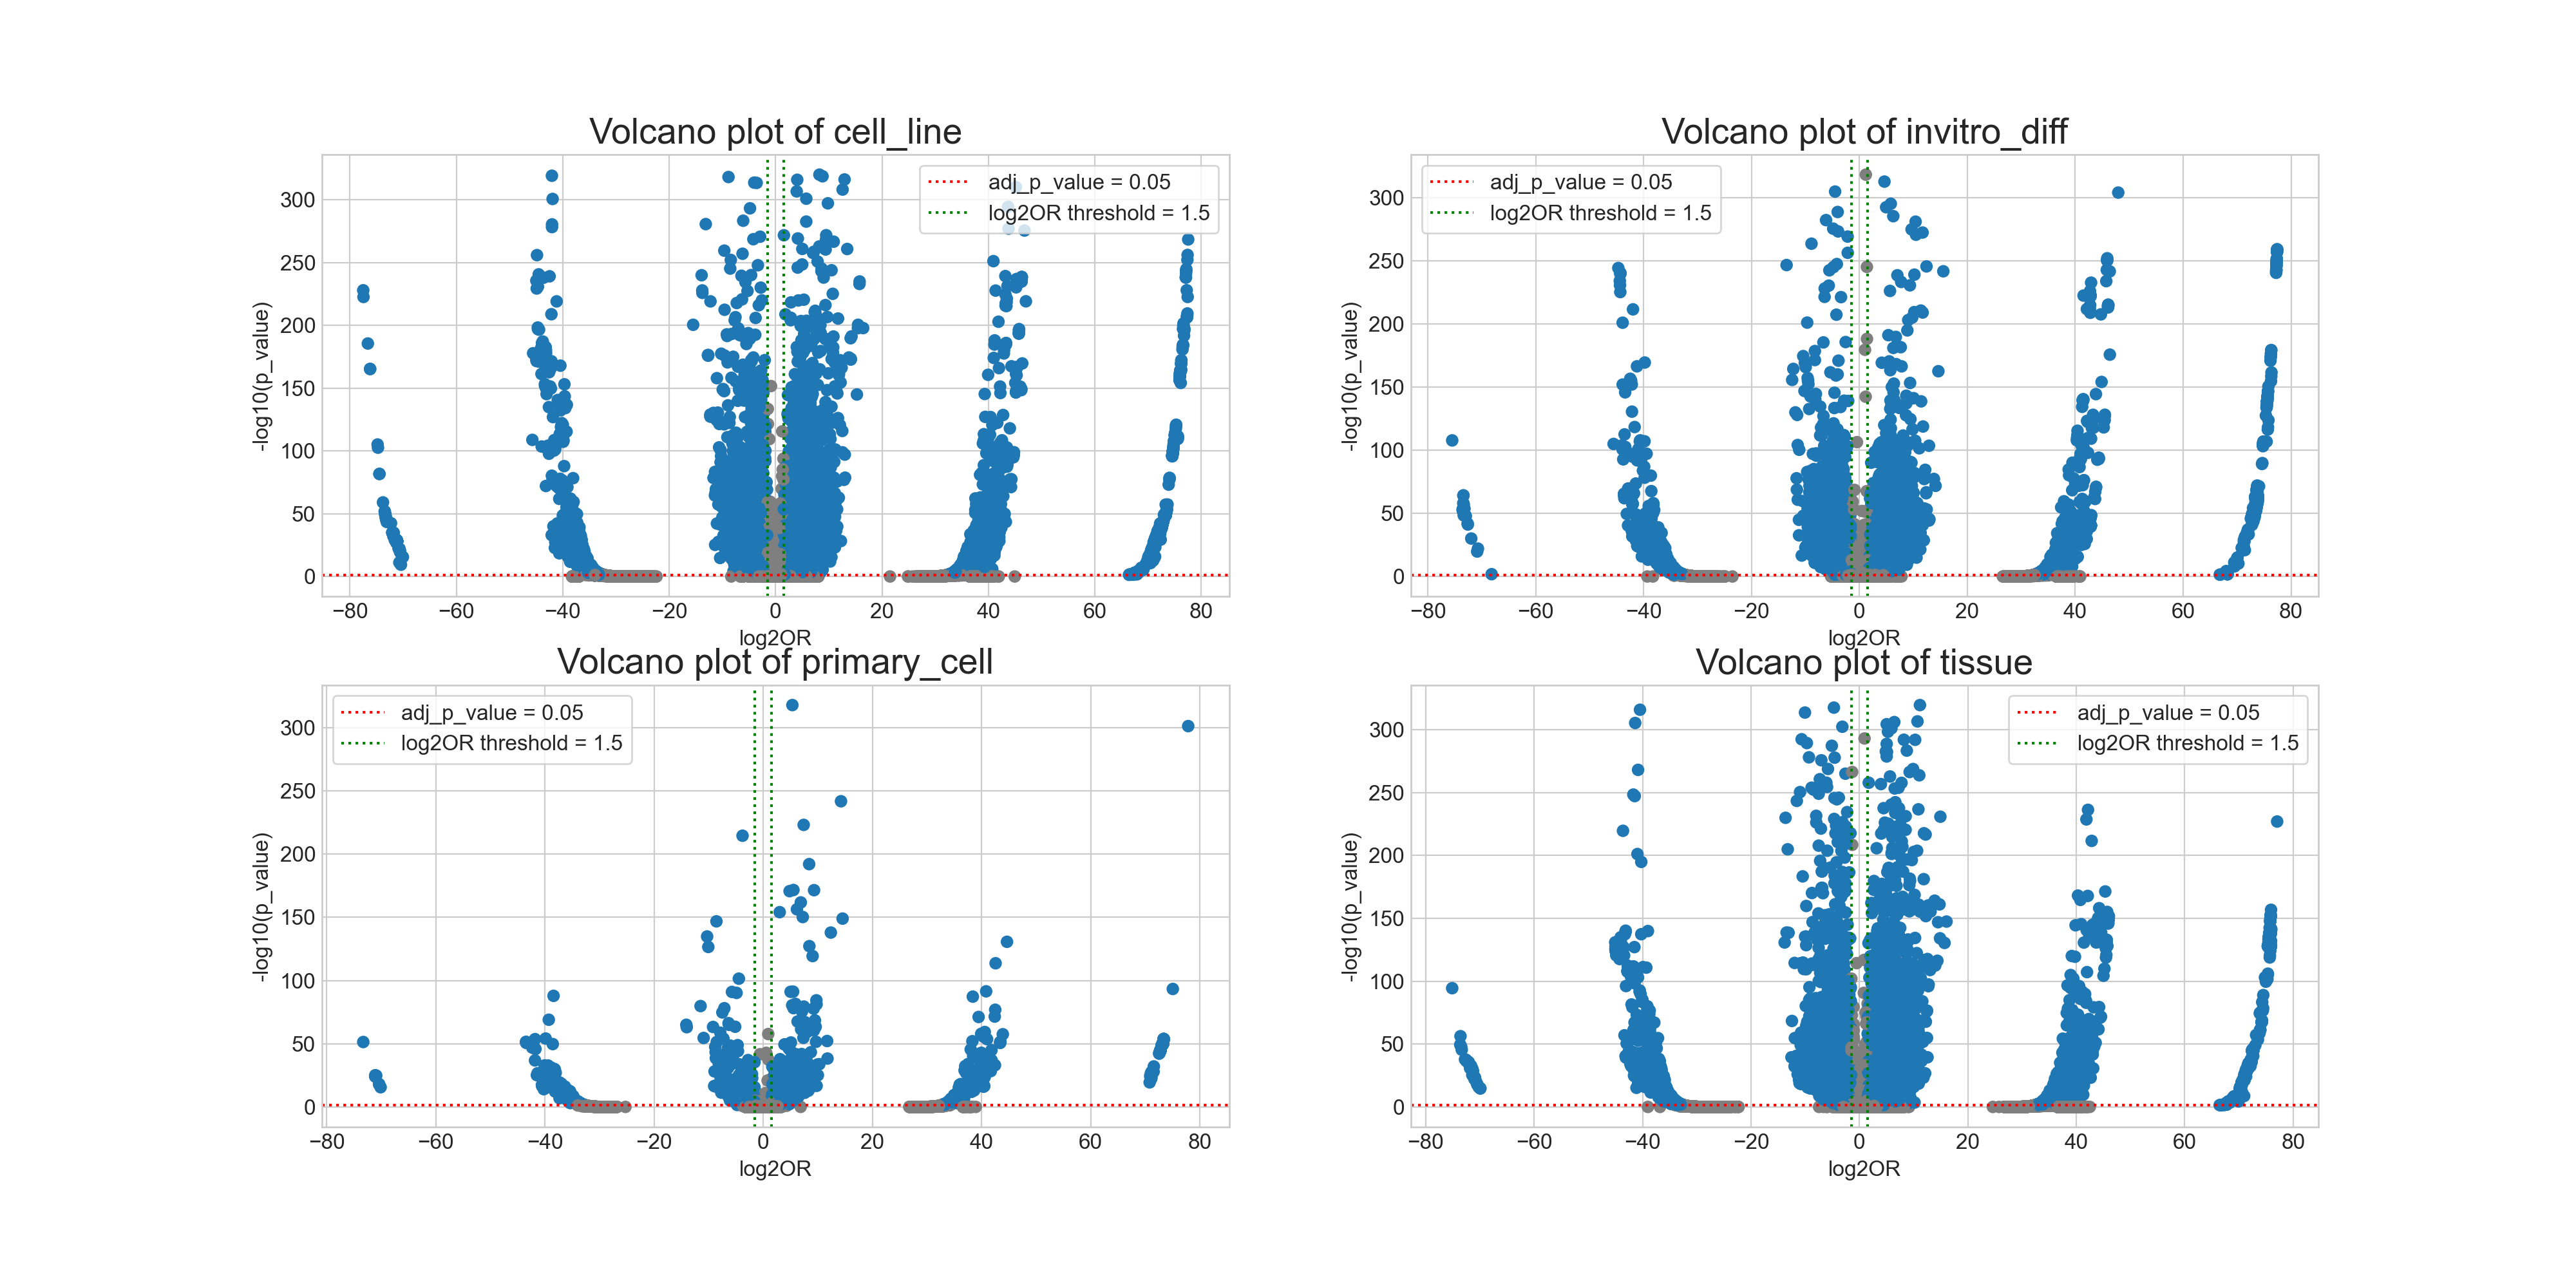 Volcano plot of cell_line
300
250
200
150
100
50
0
-log10(p_value)
adj_p_value = 0.05
log2OR threshold = 1.5
−80 −60 −40 −20 0 20 40 60 80
log2OR
Volcano plot of invitro_diff
300
250
200
150
100
50
0
-log10(p_value)
adj_p_value = 0.05
log2OR threshold = 1.5
−80 −60 −40 −20 0 20 40 60 80
log2OR
Volcano plot of primary_cell
300
250
200
150
100
50
0
-log10(p_value)
adj_p_value = 0.05
log2OR threshold = 1.5
−80 −60 −40 −20 0 20 40 60 80
log2OR
Volcano plot of tissue
300
250
200
150
100
50
0
-log10(p_value)
adj_p_value = 0.05
log2OR threshold = 1.5
−80 −60 −40 −20 0 20 40 60 80
log2OR